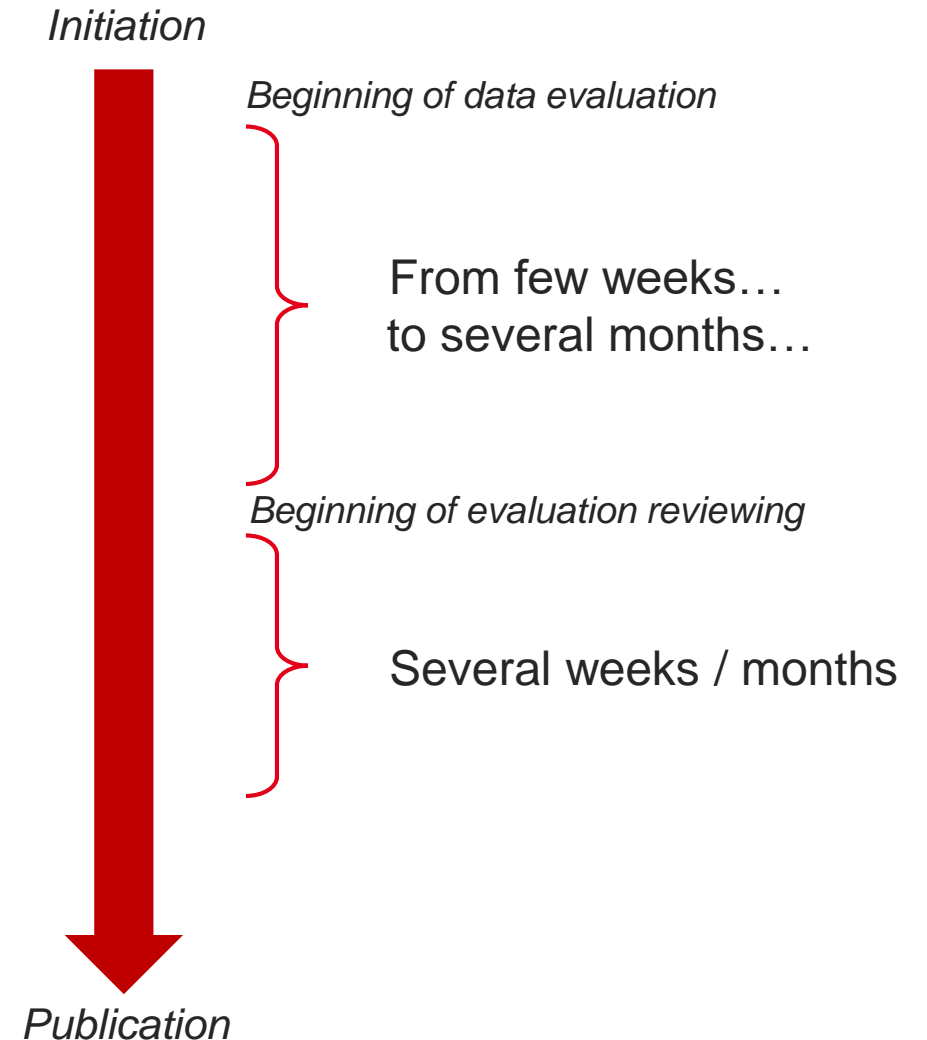 Initiation
Beginning of data evaluation
From few weeks…
to several months…
Beginning of evaluation reviewing
Several weeks / months
Publication